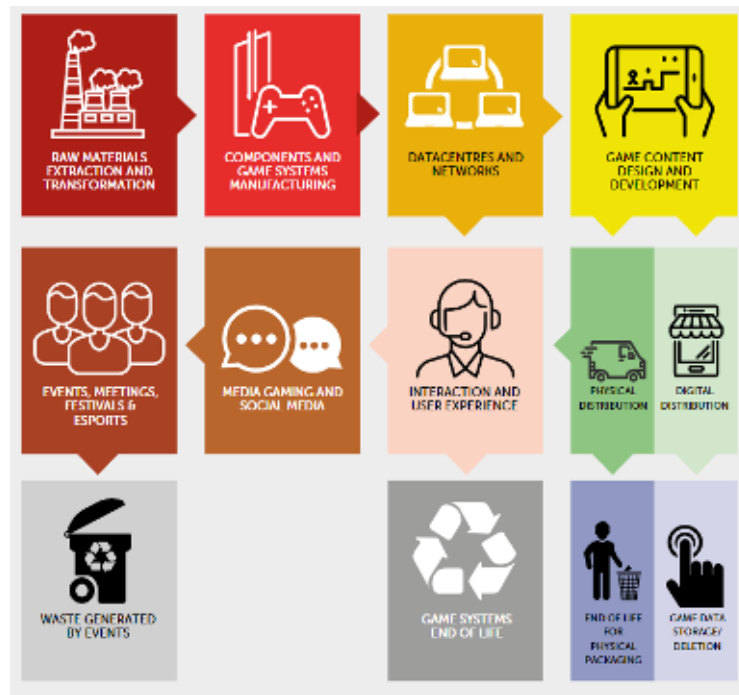 RAW MATERIALS
EXTRACTION AND
TRANSFORMATION
COMPONENTS AND
GAME SYSTEMS
MANUFACTURING
DATACENTRES AND
NETWORKS
GAME CONTENT
DESIGN AND
DEVELOPMENT
EVENTS, MEETINGS,
FESTIVALS &
ESPORTS
MEDIA GAMING AND
SOCIAL MEDIA
INTERACTION AND
USER EXPERIENCE
PHYSICAL
DISTRIBUTION
DIGITAL
DISTRIBUTION
WASTE GENERATED
BY EVENTS
GAME SYSTEMS
END OF LIFE
END OF LIFE
FOR
PHYSICAL
PACKAGING
GAME DATA
STORAGE/
DELETION